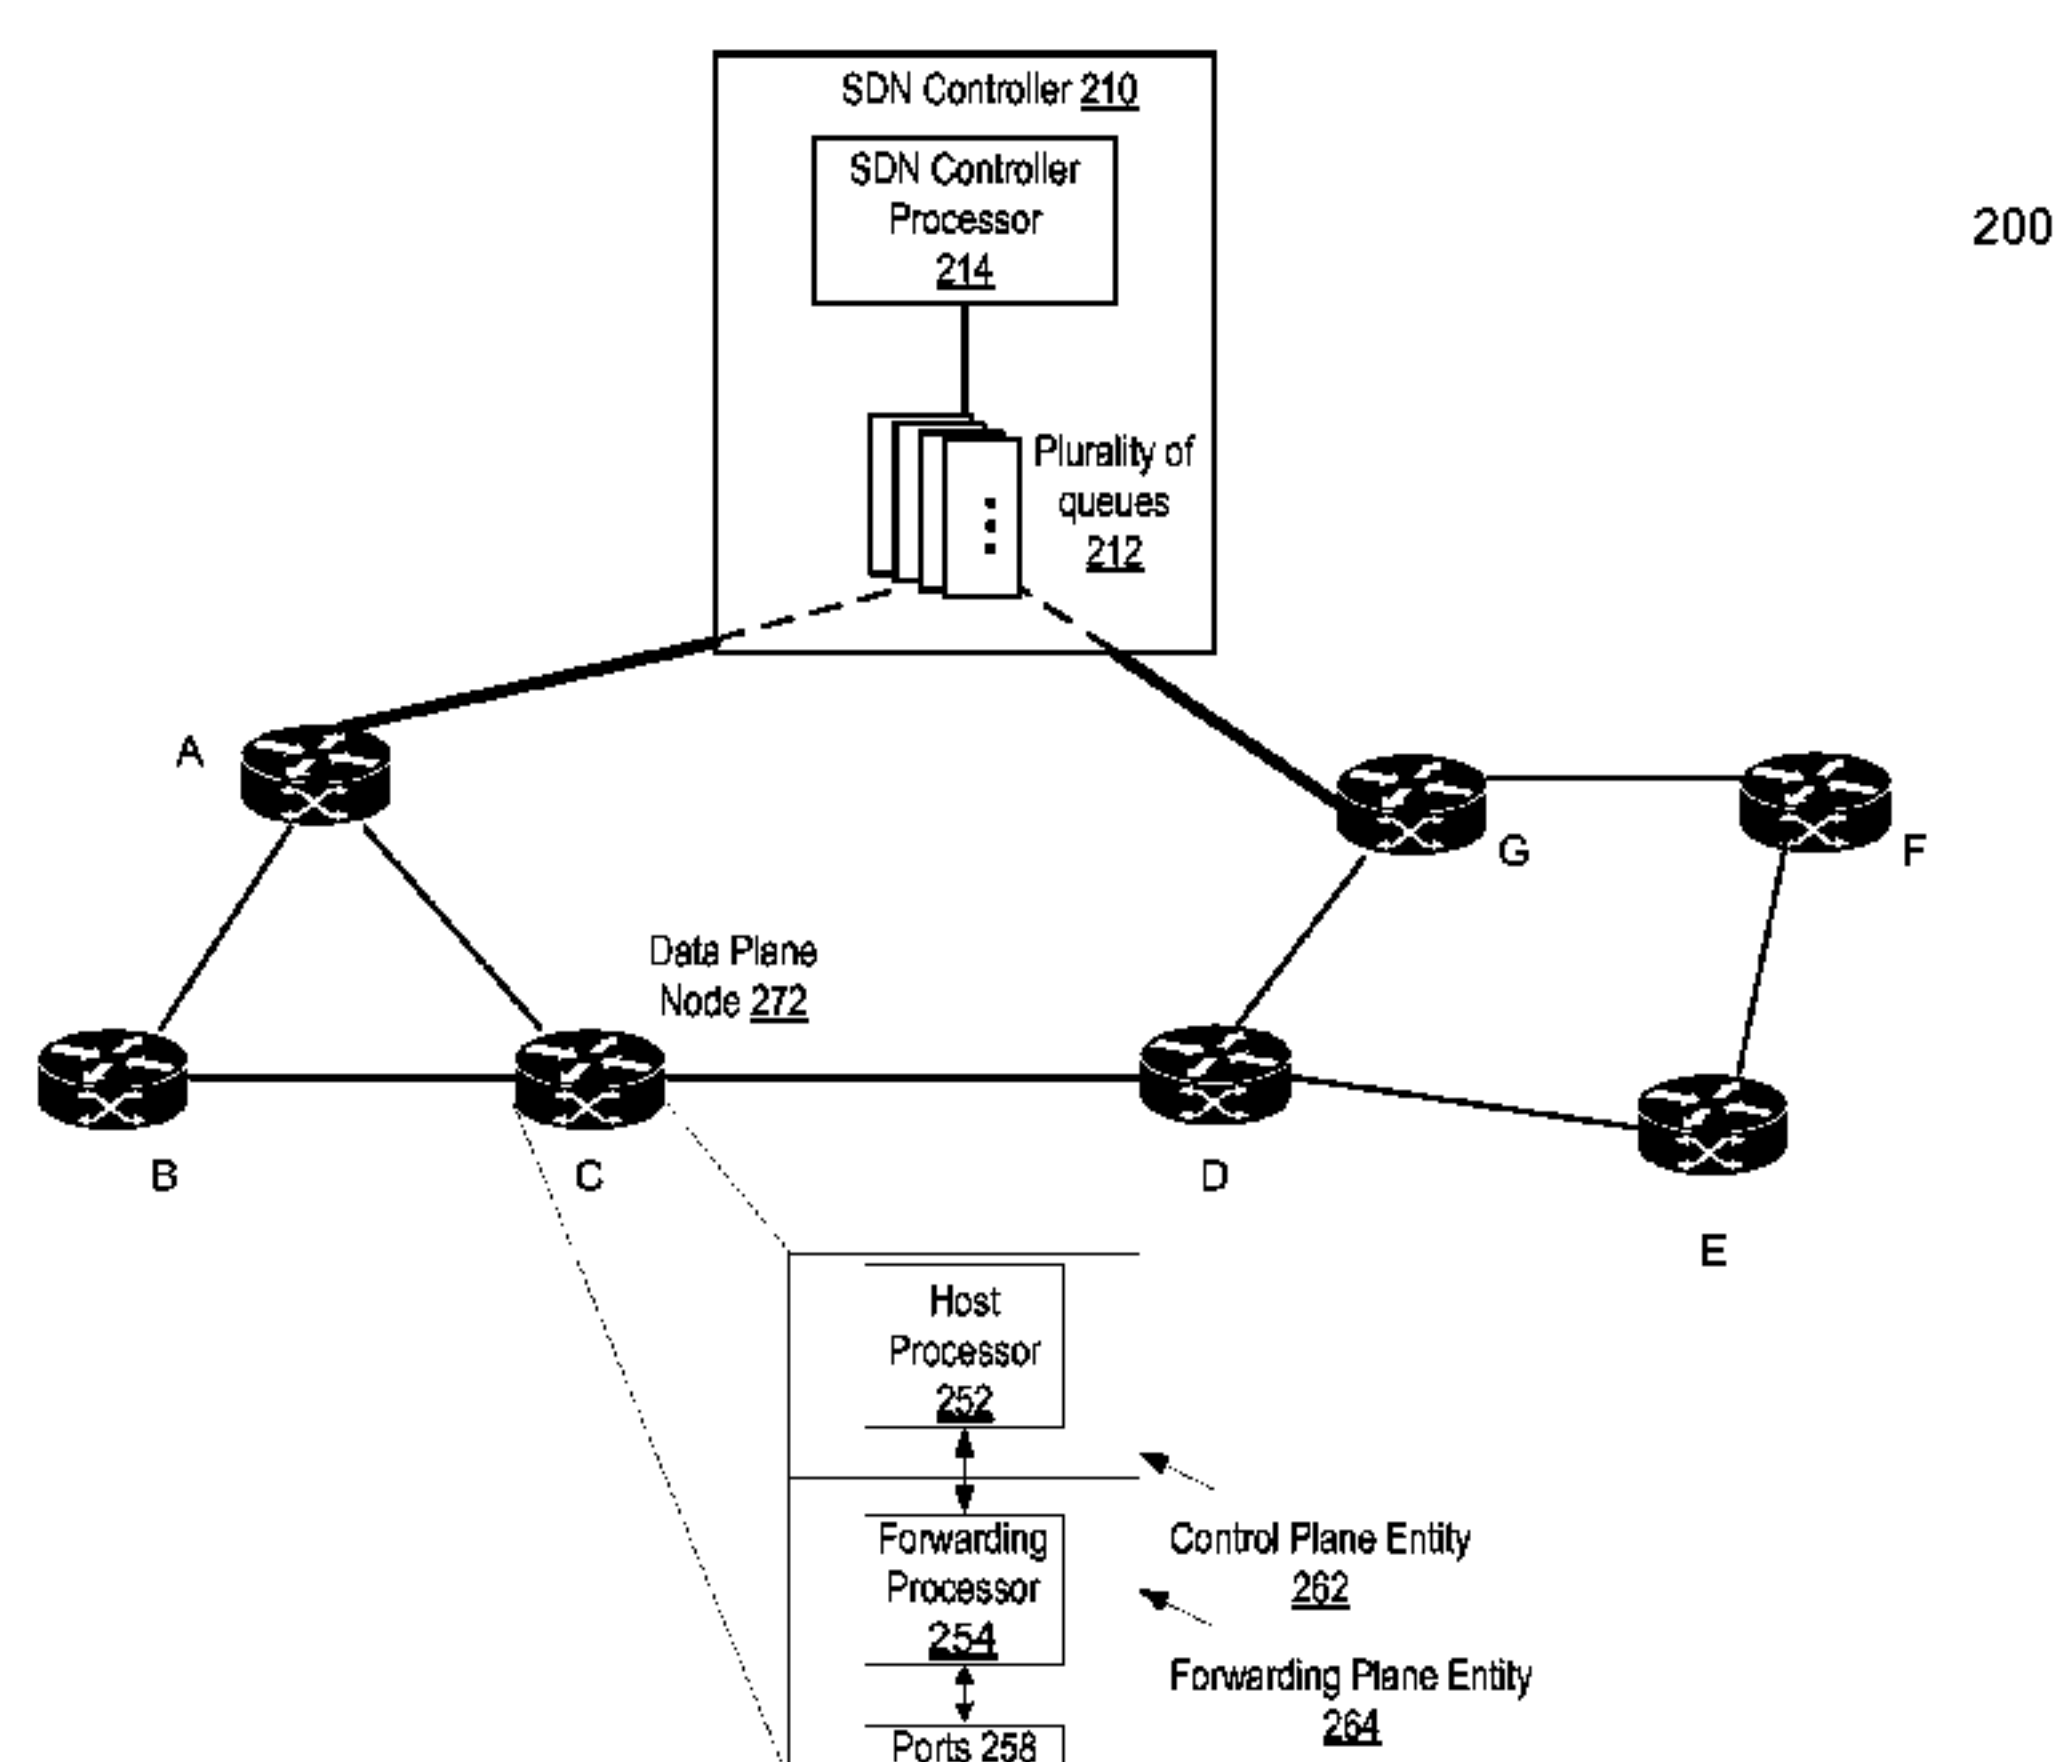 SDN Controller 210
SDN Controller
Processor
214
200
Plurality of
queues
212
A
G
F
Data Plane
Node 272
B
C
D
E
Host
Processor
252
Forwarding
Processor
254
Control Plane Entity
262
Forwarding Plane Entity
264
Ports 258